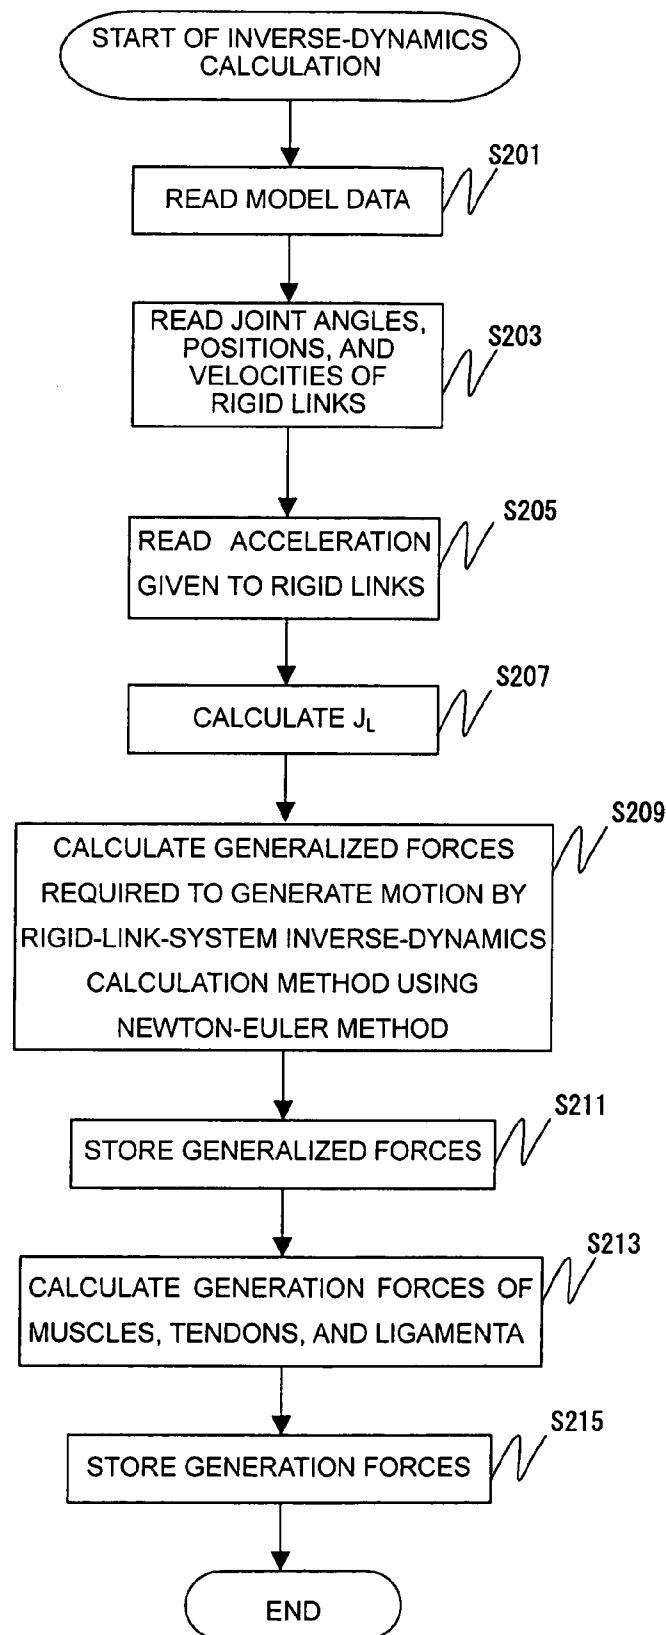 START OF INVERSE-DYNAMICS
CALCULATION
S201
READ MODEL DATA
S203
READ JOINT ANGLES,
POSITIONS, AND
VELOCITIES OF
RIGID LINKS
S205
READ ACCELERATION
GIVEN TO RIGID LINKS
S207
CALCULATE JL
S209
CALCULATE GENERALIZED FORCES
REQUIRED TO GENERATE MOTION BY
RIGID-LINK-SYSTEM INVERSE-DYNAMICS
CALCULATION METHOD USING
NEWTON-EULER METHOD
S211
STORE GENERALIZED FORCES
S213
CALCULATE GENERATION FORCES OF
MUSCLES, TENDONS, AND LIGAMENTA
S215
STORE GENERATION FORCES
END